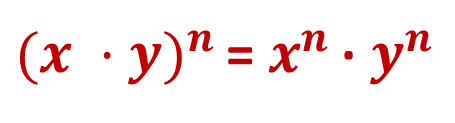 (x · y)ⁿ = xⁿ · yⁿ